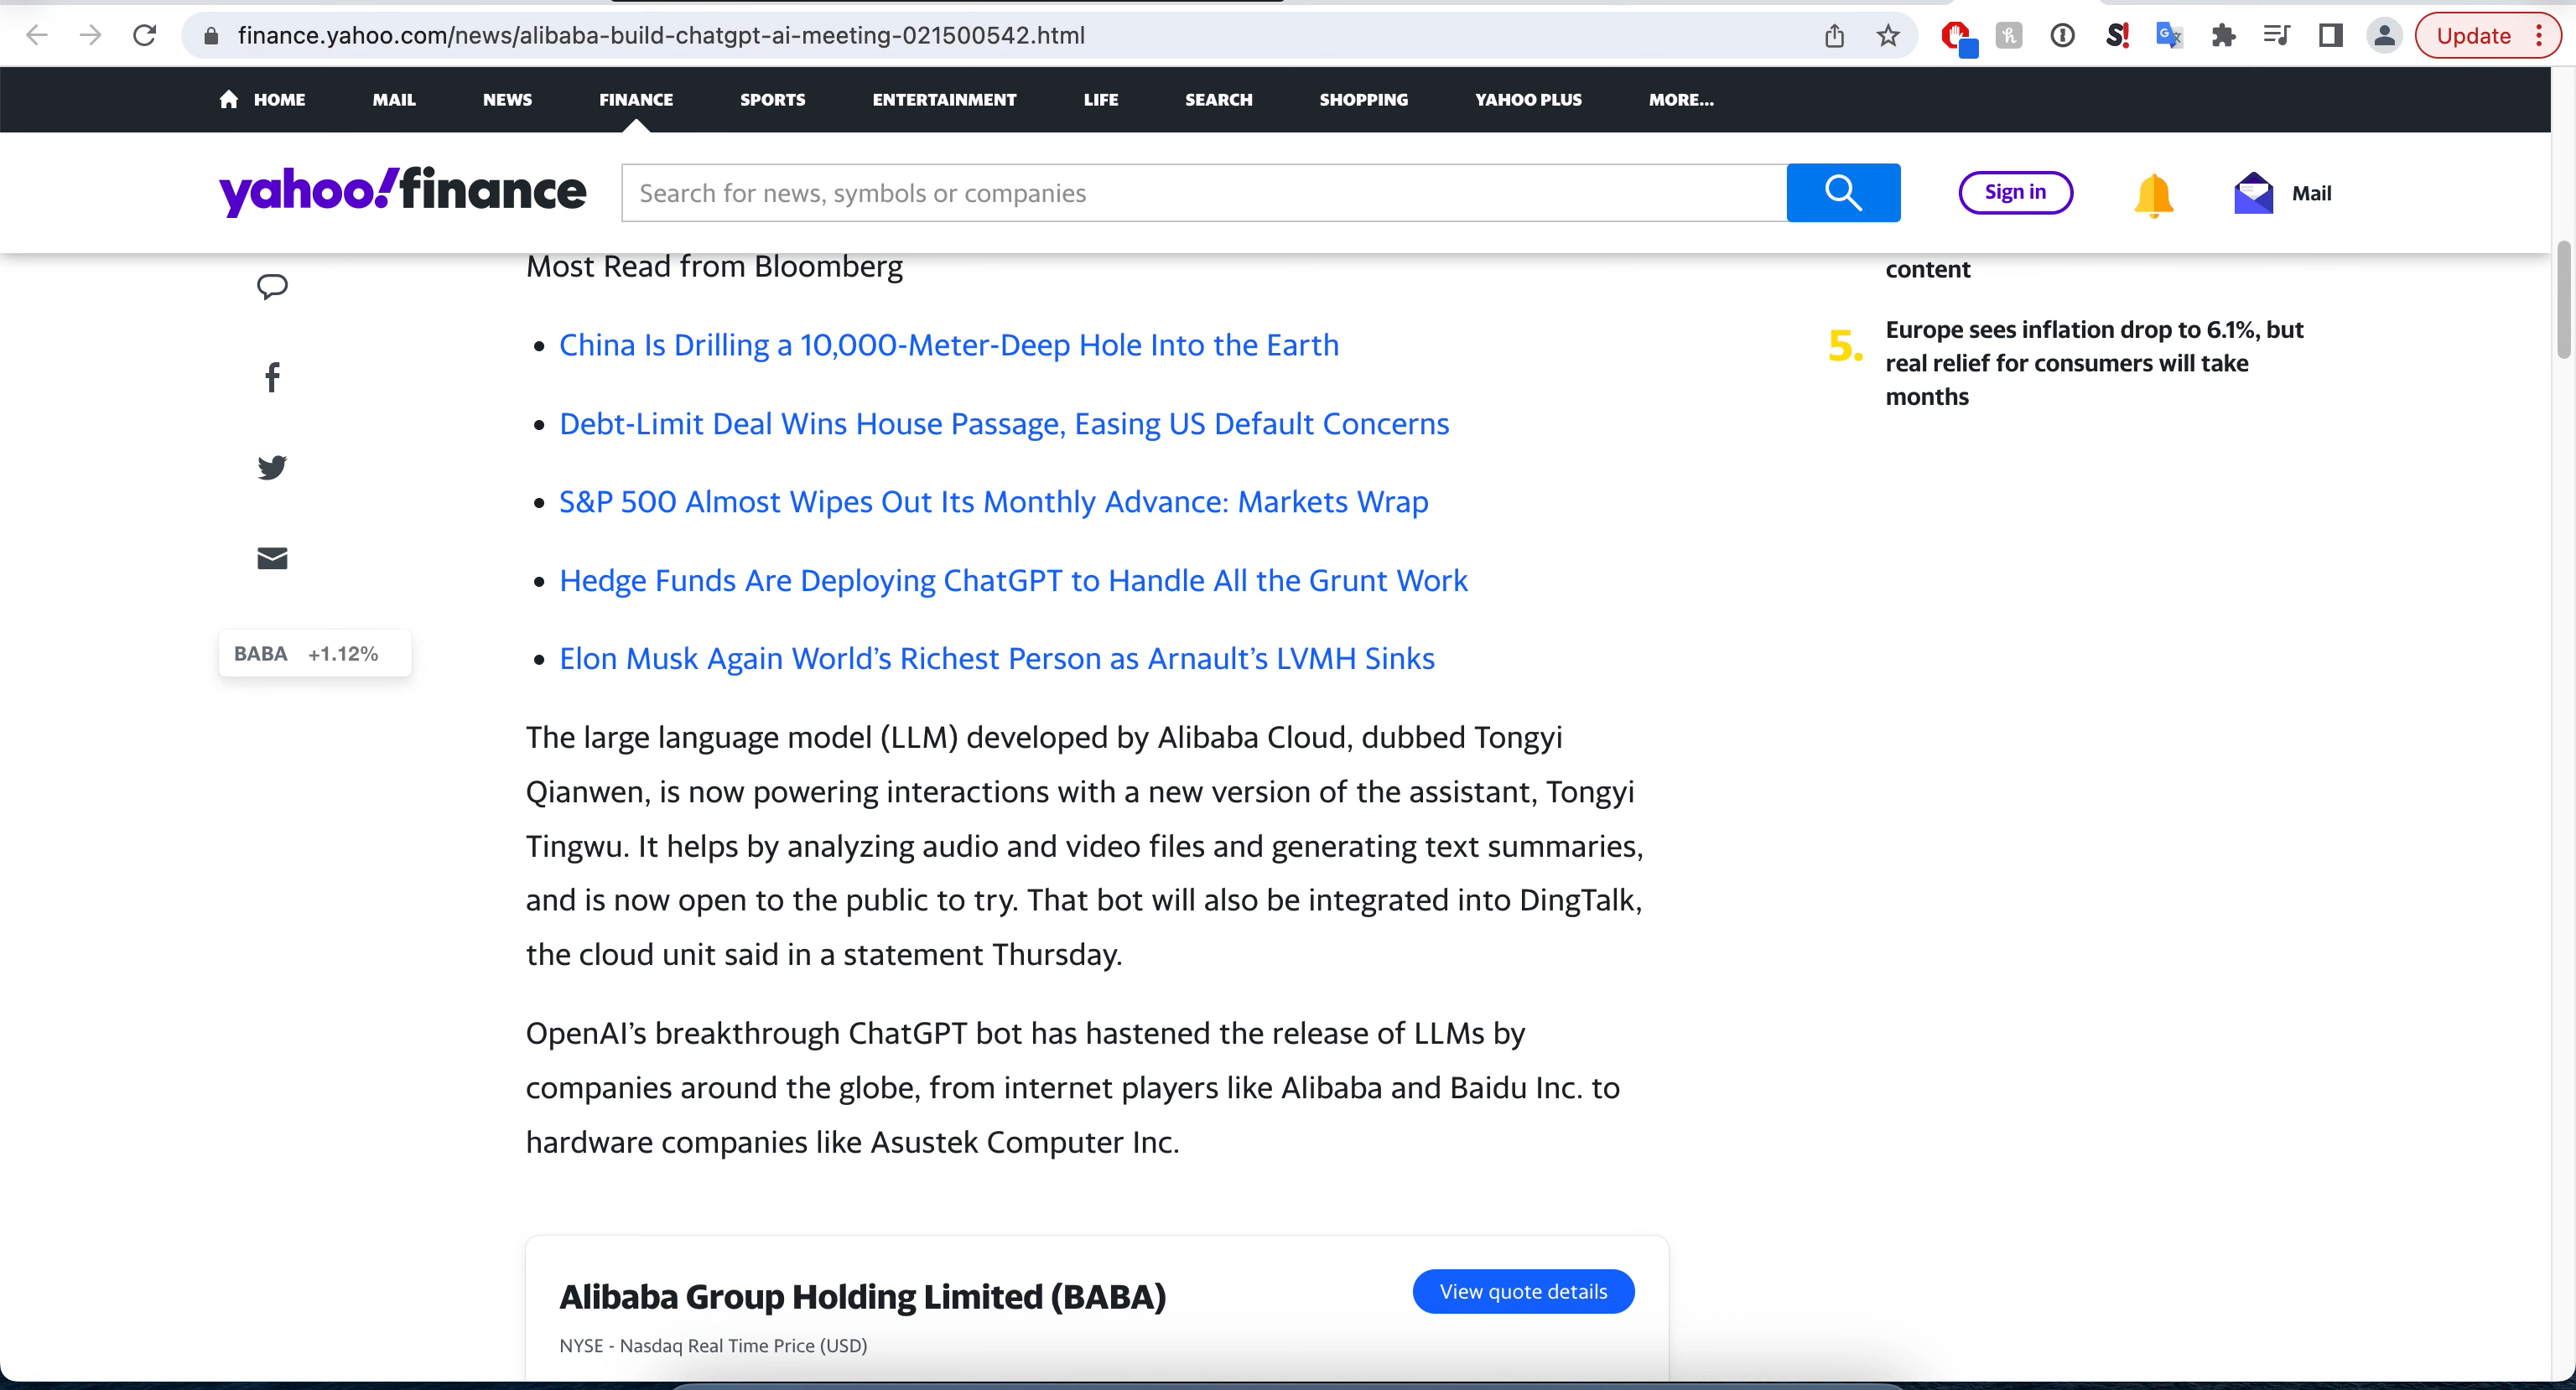 finance.yahoo.com/news/alibaba-build-chatgpt-ai-meeting-021500542.html
Update
HOME MAIL NEWS FINANCE SPORTS ENTERTAINMENT LIFE SEARCH SHOPPING YAHOO PLUS MORE...
yahoo!finance
Search for news, symbols or companies
Sign in
Mail
Most Read from Bloomberg
China Is Drilling a 10,000-Meter-Deep Hole Into the Earth
Debt-Limit Deal Wins House Passage, Easing US Default Concerns
S&P 500 Almost Wipes Out Its Monthly Advance: Markets Wrap
Hedge Funds Are Deploying ChatGPT to Handle All the Grunt Work
Elon Musk Again World’s Richest Person as Arnault’s LVMH Sinks
BABA +1.12%
The large language model (LLM) developed by Alibaba Cloud, dubbed Tongyi
Qianwen, is now powering interactions with a new version of the assistant, Tongyi
Tingwu. It helps by analyzing audio and video files and generating text summaries,
and is now open to the public to try. That bot will also be integrated into DingTalk,
the cloud unit said in a statement Thursday.
OpenAI’s breakthrough ChatGPT bot has hastened the release of LLMs by
companies around the globe, from internet players like Alibaba and Baidu Inc. to
hardware companies like Asustek Computer Inc.
Alibaba Group Holding Limited (BABA)
View quote details
NYSE - Nasdaq Real Time Price (USD)
content
5.
Europe sees inflation drop to 6.1%, but
real relief for consumers will take
months